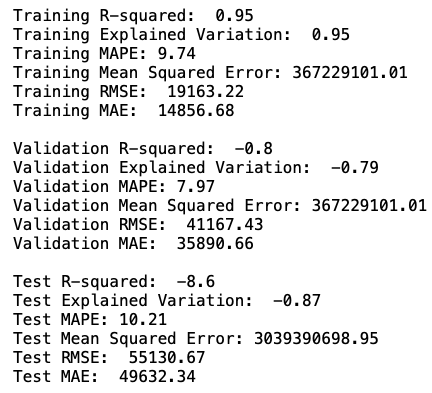 Training R-squared:  0.95
Training Explained Variation:  0.95
Training MAPE: 9.74
Training Mean Squared Error: 367229101.01
Training RMSE:  19163.22
Training MAE:  14856.68

Validation R-squared:  -0.8
Validation Explained Variation:  -0.79
Validation MAPE: 7.97
Validation Mean Squared Error: 367229101.01
Validation RMSE:  41167.43
Validation MAE:  35890.66

Test R-squared:  -8.6
Test Explained Variation:  -0.87
Test MAPE: 10.21
Test Mean Squared Error: 3039390698.95
Test RMSE:  55130.67
Test MAE:  49632.34